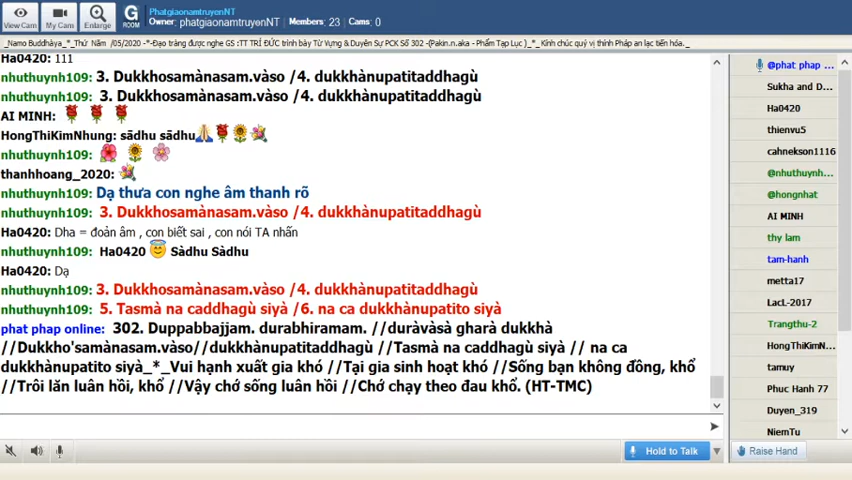 View Cam
My Cam
Enlarge
G
ROOM
PhatgiaonamtruyenNT
Owner: phatgiaonamtruyenNT   Members: 23   Cams: 0
_Namo Buddhàya_*_Thứ Năm /05/2020 -*-Đạo tràng được nghe GS :TT TRÍ ĐỨC trình bày Từ Vựng &Duyên Sự PCK Số 302 -(Pakin.n.aka - Phẩm Tạp Lục )_*_ Kính chúc quý vị thính Pháp an lạc tiến hóa._
Ha0420: 111
nhuthuynh109: 3. Dukkhosamànasam.vàso /4. dukkhànupatitaddhagù
nhuthuynh109: 3. Dukkhosamànasam.vàso /4. dukkhànupatitaddhagù
AI MINH:
HongThiKimNhung: sādhu sādhu
nhuthuynh109:
thanhhoang_2020:
nhuthuynh109: Dạ thưa con nghe âm thanh rõ
nhuthuynh109: 3. Dukkhosamànasam.vàso /4. dukkhànupatitaddhagù
Ha0420: Dha = đoản âm , con biết sai , con nói TA nhấn
nhuthuynh109: Ha0420 Sàdhu Sàdhu
Ha0420: Dạ
nhuthuynh109: 3. Dukkhosamànasam.vàso /4. dukkhànupatitaddhagù
nhuthuynh109: 5. Tasmà na caddhagù siyà /6. na ca dukkhànupatito siyà
phat phap online: 302. Duppabbajjam. durabhiramam. //duràvàsà gharà dukkhà
//Dukkho'samànasam.vàso//dukkhànupatitaddhagù //Tasmà na caddhagù siyà // na ca
dukkhànupatito siyà_*_Vui hạnh xuất gia khó //Tại gia sinh hoạt khó //Sống bạn không đồng, khổ
//Trôi lăn luân hồi, khổ //Vậy chớ sống luân hồi //Chớ chạy theo đau khổ. (HT-TMC)
Hold to Talk
@phat phap ...
Sukha and D...
Ha0420
thienvu5
cahnekson1116
@nhuthuynh...
@hongnhat
AI MINH
thy lam
tam-hanh
metta17
LacL-2017
Trangthu-2
HongThiKimN...
tamuy
Phuc Hanh 77
Duyen_319
NiemTu
Raise Hand